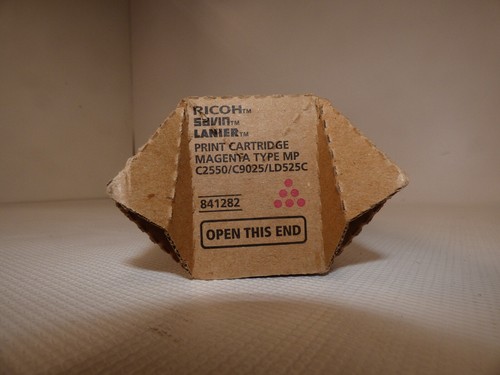 RICOH™
Savin™
LANIER™
PRINT CARTRIDGE
MAGENTA TYPE MP
C2550/C9025/LD525C
841282
OPEN THIS END